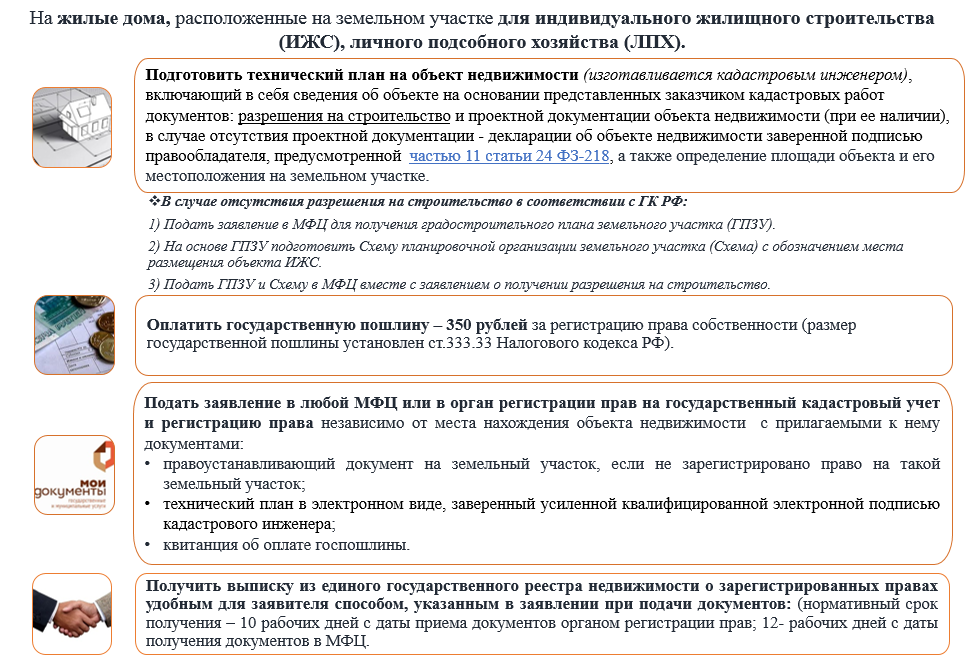 На жилые дома, расположенные на земельном участке для индивидуального жилищного строительства
(ИЖС), личного подсобного хозяйства (ЛПХ).
Подготовить технический план на объект недвижимости (изготавливается кадастровым инженером),
включающий в себя сведения об объекте на основании представленных заказчиком кадастровых работ
документов: разрешения на строительство и проектной документации объекта недвижимости (при ее наличии),
в случае отсутствия проектной документации - декларации об объекте недвижимости заверенной подписью
правообладателя, предусмотренной частью 11 статьи 24 ФЗ-218, а также определение площади объекта и его
местоположения на земельном участке.
❖В случае отсутствия разрешения на строительство в соответствии с ГК РФ:
1) Подать заявление в МФЦ для получения градостроительного плана земельного участка (ГПЗУ).
2) На основе ГПЗУ подготовить Схему планировочной организации земельного участка (Схема) с обозначением места
размещения объекта ИЖС.
3) Подать ГПЗУ и Схему в МФЦ вместе с заявлением о получении разрешения на строительство.
Оплатить государственную пошлину – 350 рублей за регистрацию права собственности (размер
государственной пошлины установлен ст.333.33 Налогового кодекса РФ).
Подать заявление в любой МФЦ или в орган регистрации прав на государственный кадастровый учет
и регистрацию права независимо от места нахождения объекта недвижимости с прилагаемыми к нему
документами:
• правоустанавливающий документ на земельный участок, если не зарегистрировано право на такой
земельный участок;
• технический план в электронном виде, заверенный усиленной квалифицированной электронной подписью
кадастрового инженера;
• квитанция об оплате госпошлины.
мои
документы
государственные
и муниципальные услуги
Получить выписку из единого государственного реестра недвижимости о зарегистрированных правах
удобным для заявителя способом, указанным в заявлении при подачи документов: (нормативный срок
получения – 10 рабочих дней с даты приема документов органом регистрации прав; 12- рабочих дней с даты
получения документов в МФЦ.